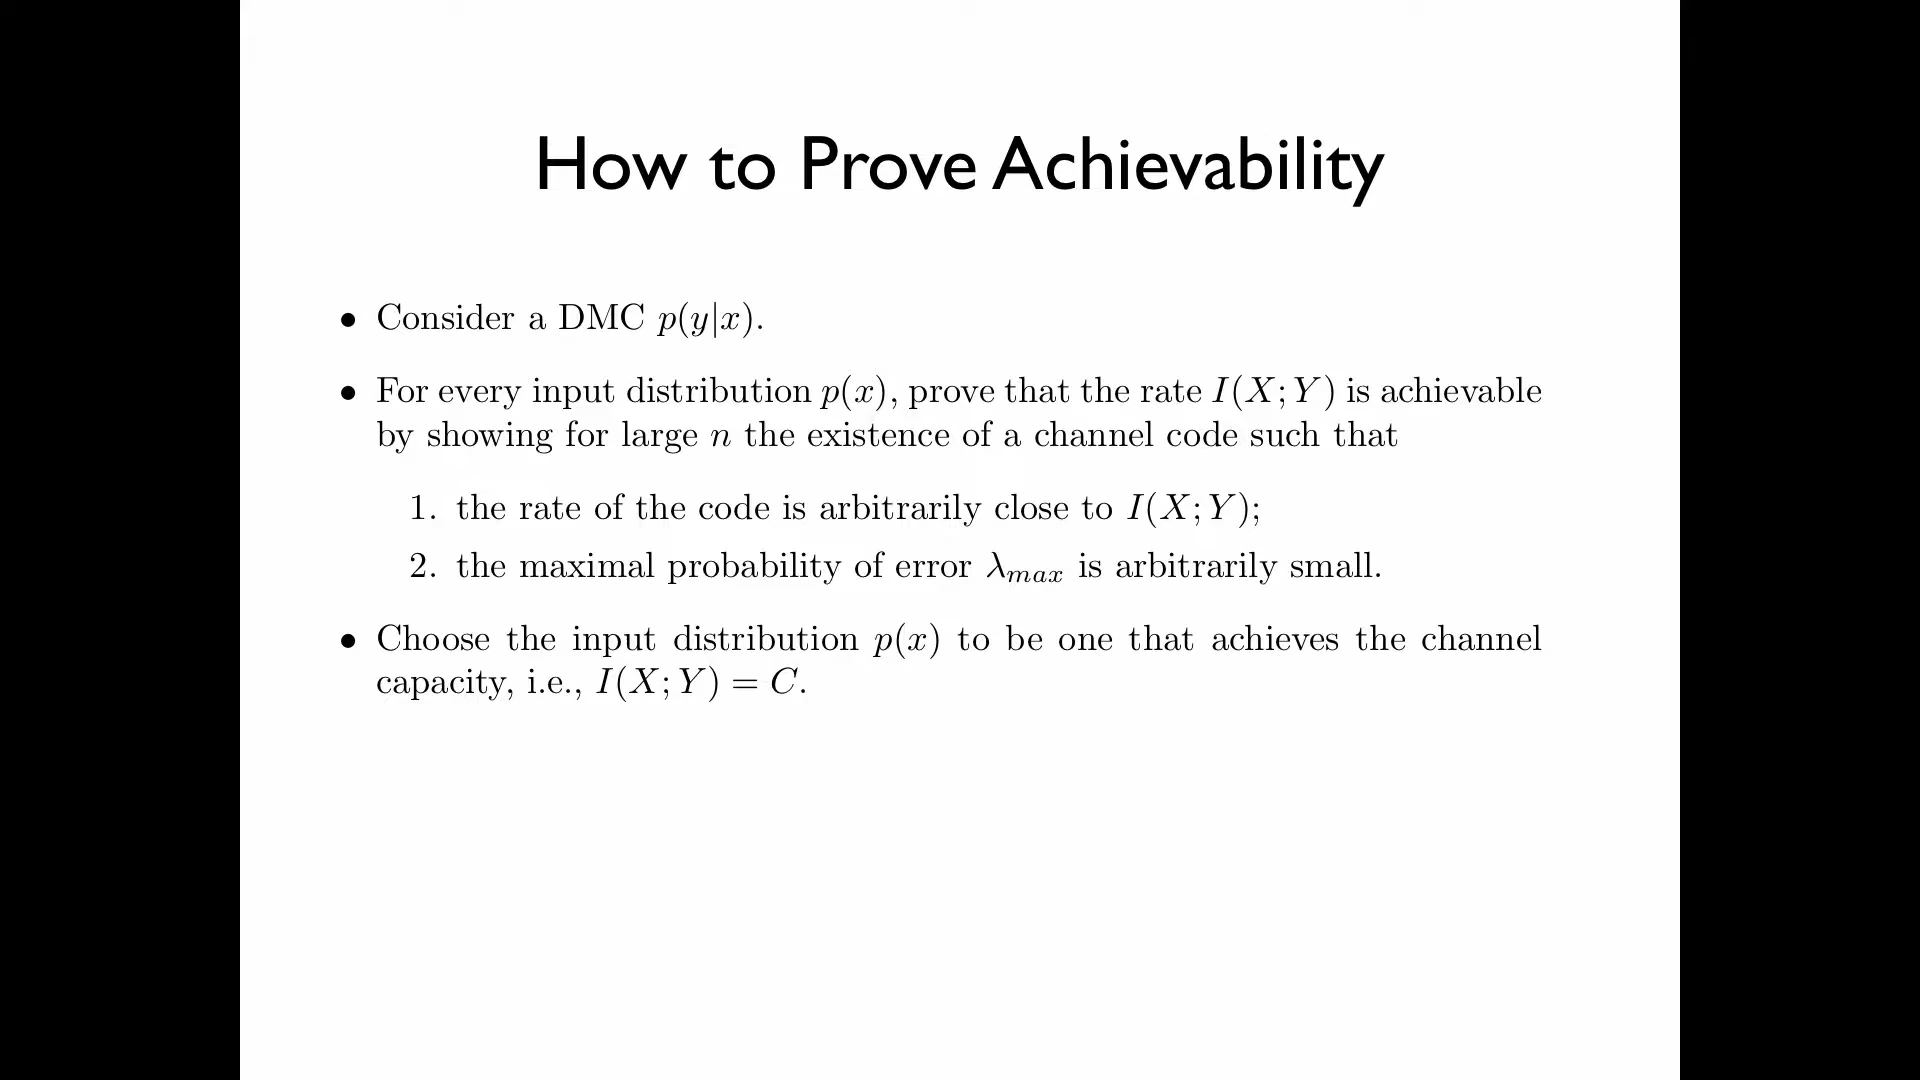 How to Prove Achievability
• Consider a DMC p(y|x).
• For every input distribution p(x), prove that the rate I(X; Y) is achievable
by showing for large n the existence of a channel code such that
1. the rate of the code is arbitrarily close to I(X; Y);
2. the maximal probability of error λ_max is arbitrarily small.
• Choose the input distribution p(x) to be one that achieves the channel
capacity, i.e., I(X; Y) = C.